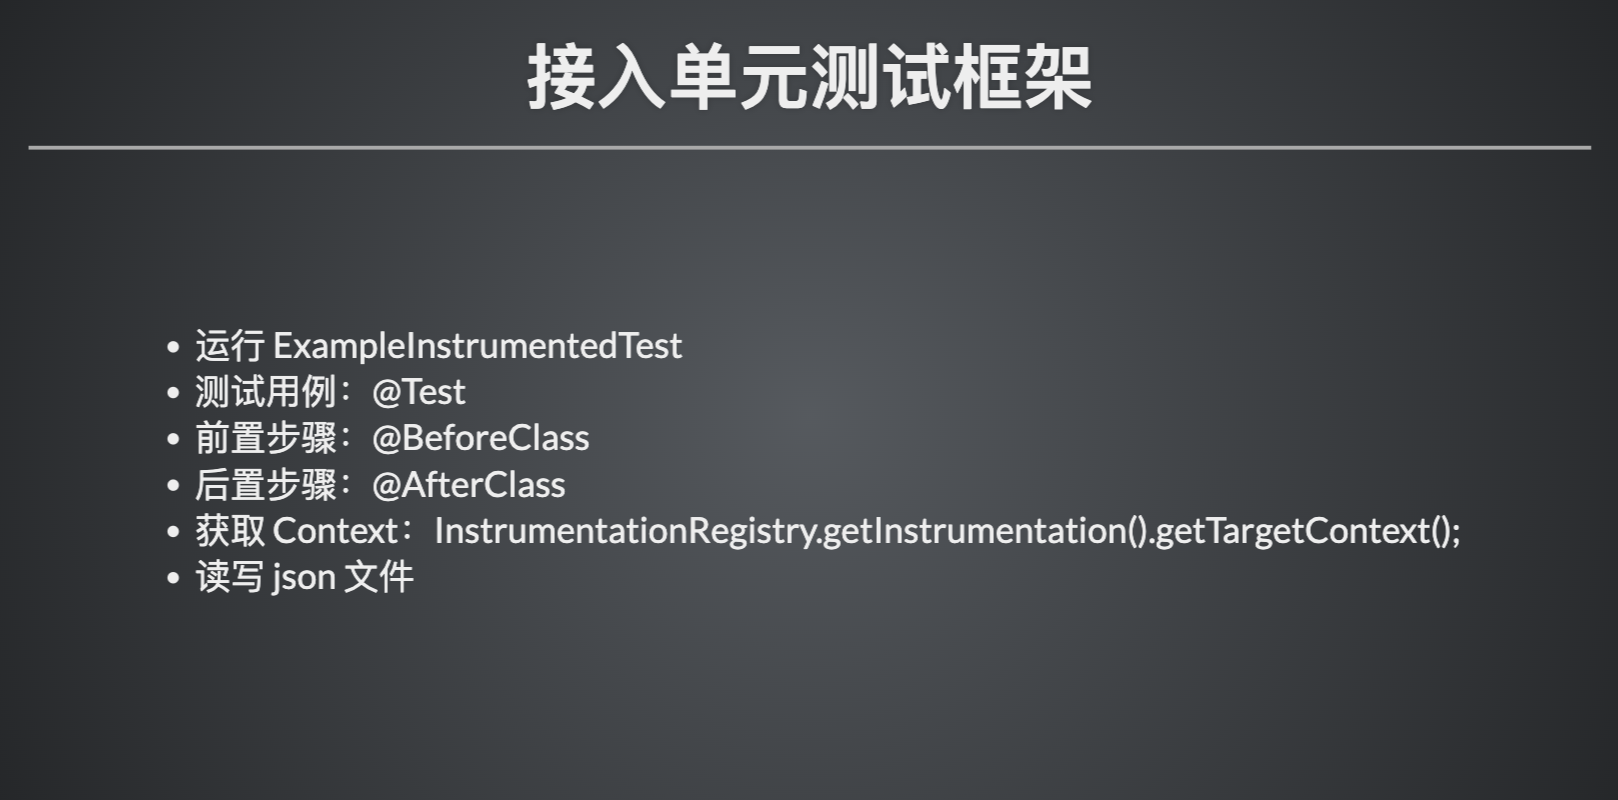 接入单元测试框架
• 运行 ExampleInstrumentedTest
• 测试用例：@Test
• 前置步骤：@BeforeClass
• 后置步骤：@AfterClass
• 获取 Context：InstrumentationRegistry.getInstrumentation().getTargetContext();
• 读写 json 文件